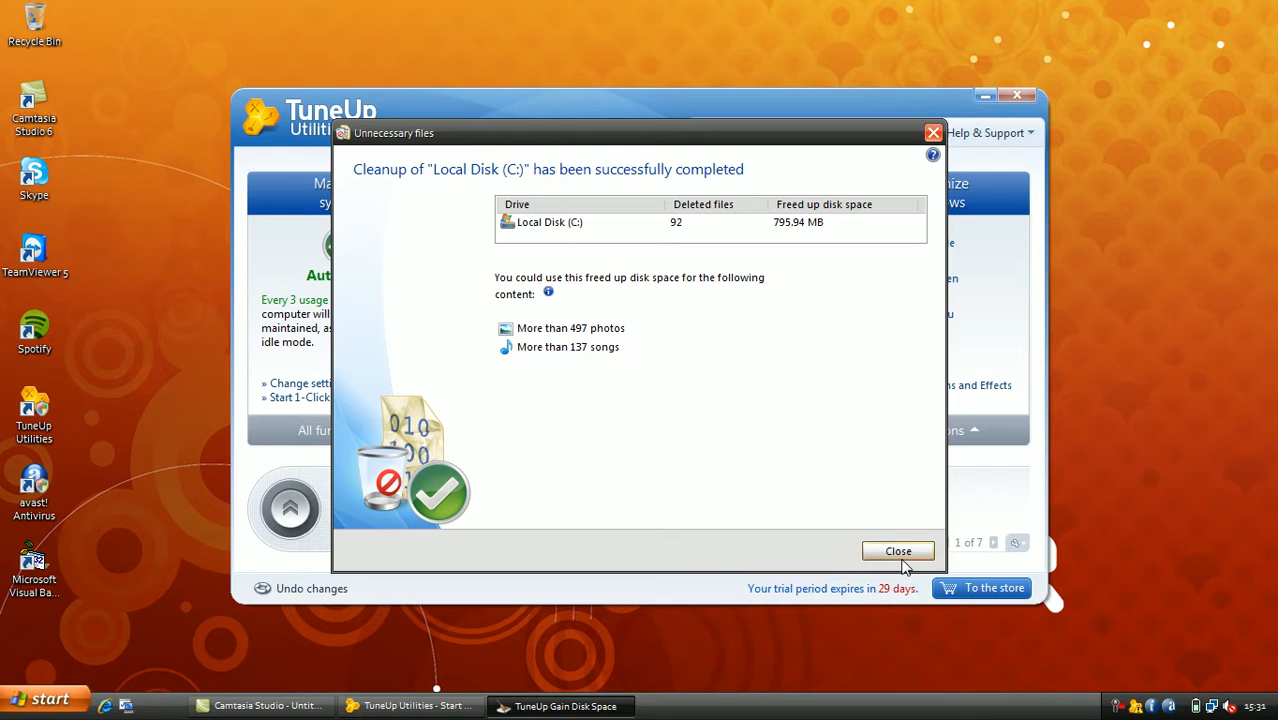 Recycle Bin
Camtasia
Studio 6
Skype
TeamViewer 5
Spotify
TuneUp
Utilities
avast!
Antivirus
Microsoft
Visual Ba...
TuneUp
Utilities
Help & Support
Unnecessary files
Cleanup of "Local Disk (C:)" has been successfully completed
Drive Deleted files Freed up disk space
Local Disk (C:) 92 795.94 MB
You could use this freed up disk space for the following
content:
More than 497 photos
More than 137 songs
010
100
Every 3 usage
computer will
maintained, as
idle mode.
» Change setti
» Start 1-Click
All fun
ns and Effects
1 of 7
Close
Undo changes
Your trial period expires in 29 days.
To the store
start
Camtasia Studio - Untit...
TuneUp Utilities - Start ...
TuneUp Gain Disk Space
15:31